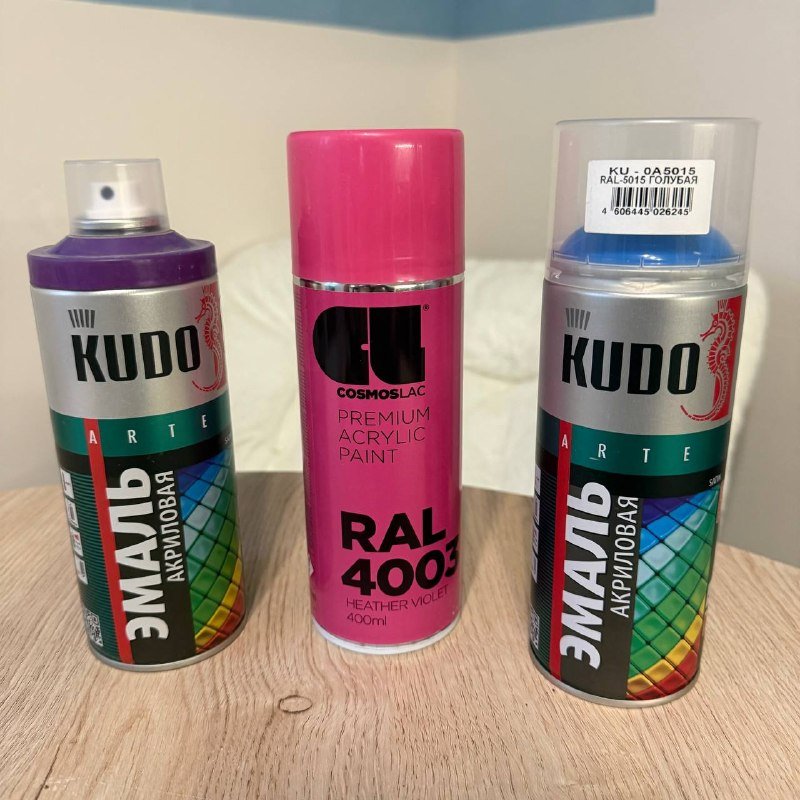 KUDO
ARTE
ЭМАЛЬ
АКРИЛОВАЯ
COSMOSLAC
PREMIUM
ACRYLIC
PAINT
RAL
4003
HEATHER VIOLET
400ml
KU - 0A5015
RAL-5015 ГОЛУБАЯ
4 606445 026245
KUDO
ARTE
ЭМАЛЬ
АКРИЛОВАЯ